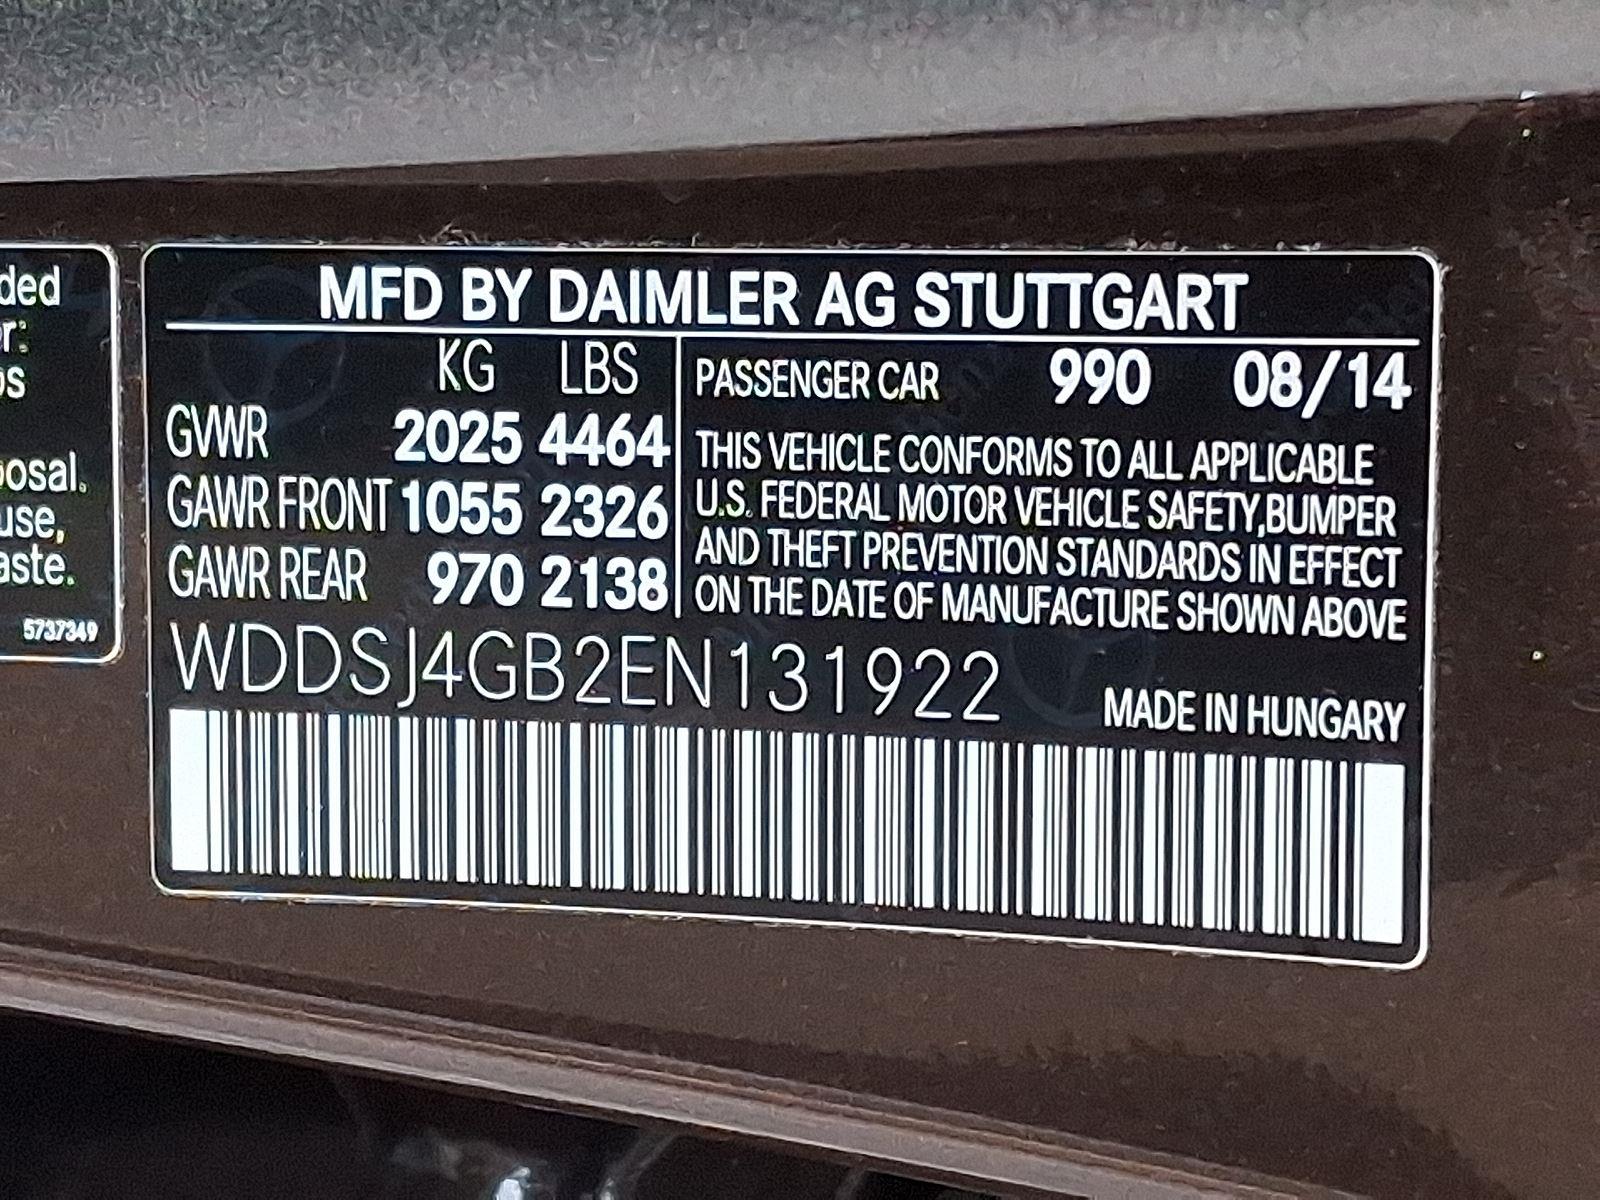 ded
r:
os
posal.
use,
aste.
5737349
MFD BY DAIMLER AG STUTTGART
KG LBS
GVWR 2025 4464
GAWR FRONT 1055 2326
GAWR REAR 970 2138
PASSENGER CAR 990 08/14
THIS VEHICLE CONFORMS TO ALL APPLICABLE
U.S. FEDERAL MOTOR VEHICLE SAFETY,BUMPER
AND THEFT PREVENTION STANDARDS IN EFFECT
ON THE DATE OF MANUFACTURE SHOWN ABOVE
WDDSJ4GB2EN131922
MADE IN HUNGARY